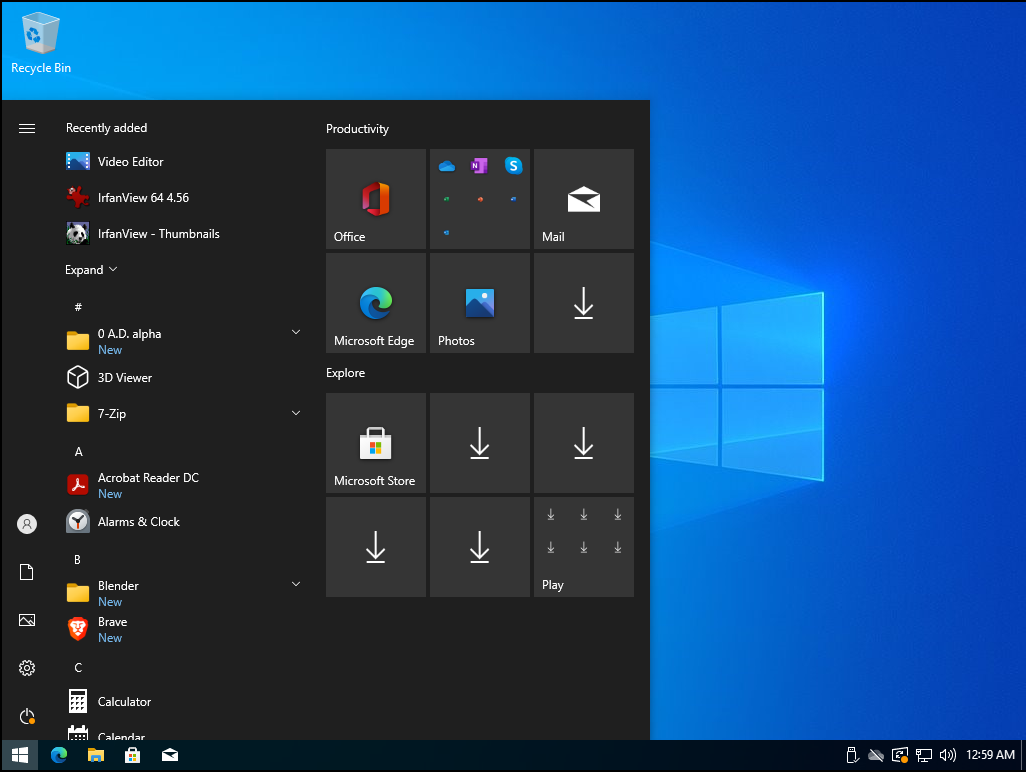 Recycle Bin
Recently added
Video Editor
IrfanView 64 4.56
IrfanView - Thumbnails
Expand
#
0 A.D. alpha
New
3D Viewer
7-Zip
A
Acrobat Reader DC
New
Alarms & Clock
B
Blender
New
Brave
New
C
Calculator
Calendar
Productivity
Office
N
S
Mail
Microsoft Edge
Photos
Explore
Microsoft Store
Play
12:59 AM